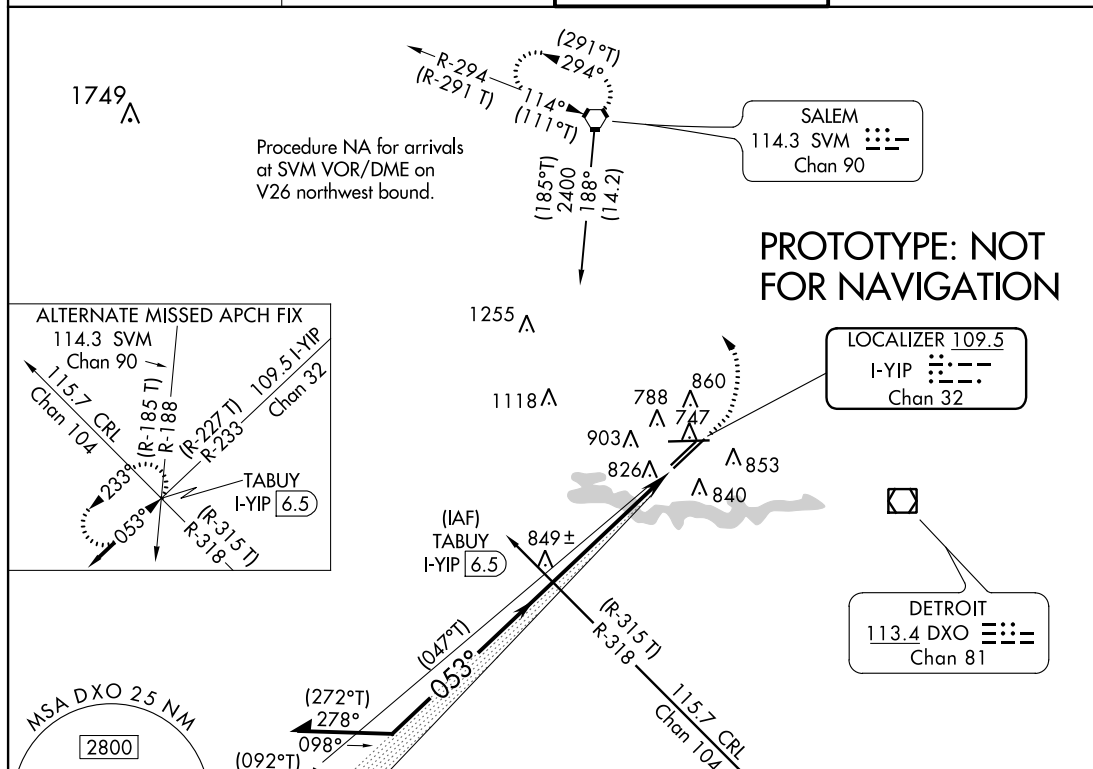 (291°T)
294°
R-294
(R-291 T)
114°
(111°T)
1749
SALEM
114.3 SVM
Chan 90
Procedure NA for arrivals
at SVM VOR/DME on
V26 northwest bound.
(185°T)
2400
188°
(14.2)
PROTOTYPE: NOT
FOR NAVIGATION
ALTERNATE MISSED APCH FIX
114.3 SVM
Chan 90
115.7 CRL
Chan 104
(R-185 T)
R-188
(R-227 T)
R-233
109.5 I-YIP
Chan 32
233°
053°
TABUY
I-YIP 6.5
(R-315 T)
R-318
1255
LOCALIZER 109.5
I-YIP
Chan 32
1118
788
860
747
903
826
853
840
(IAF)
TABUY
I-YIP 6.5
849±
DETROIT
113.4 DXO
Chan 81
(047°T)
053°
(R-315 T)
R-318
115.7 CRL
Chan 104
(272°T)
278°
098°
(092°T)
MSA DXO 25 NM
2800